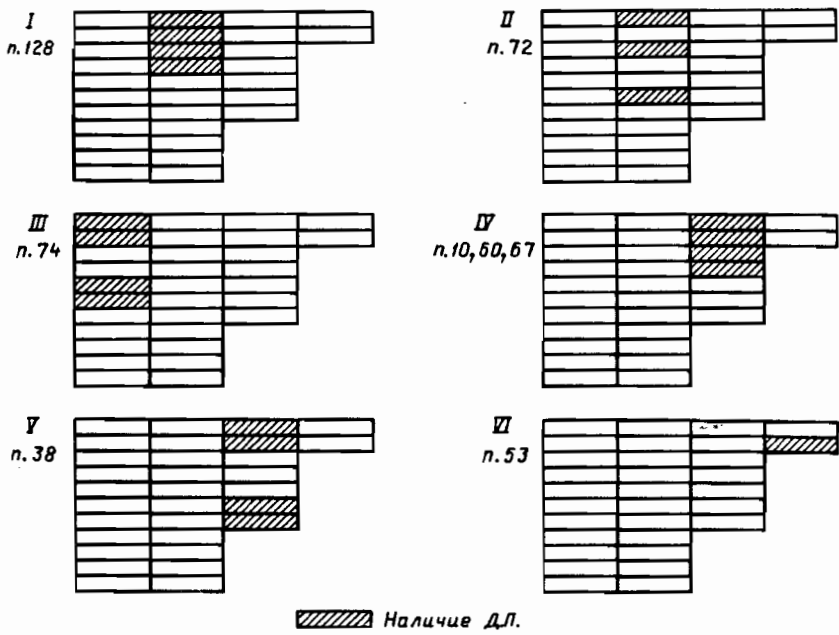 I
п.128
II
п.72
III
п.74
IV
п.10,60,67
V
п.38
VI
п.53
Наличие Д.Л.